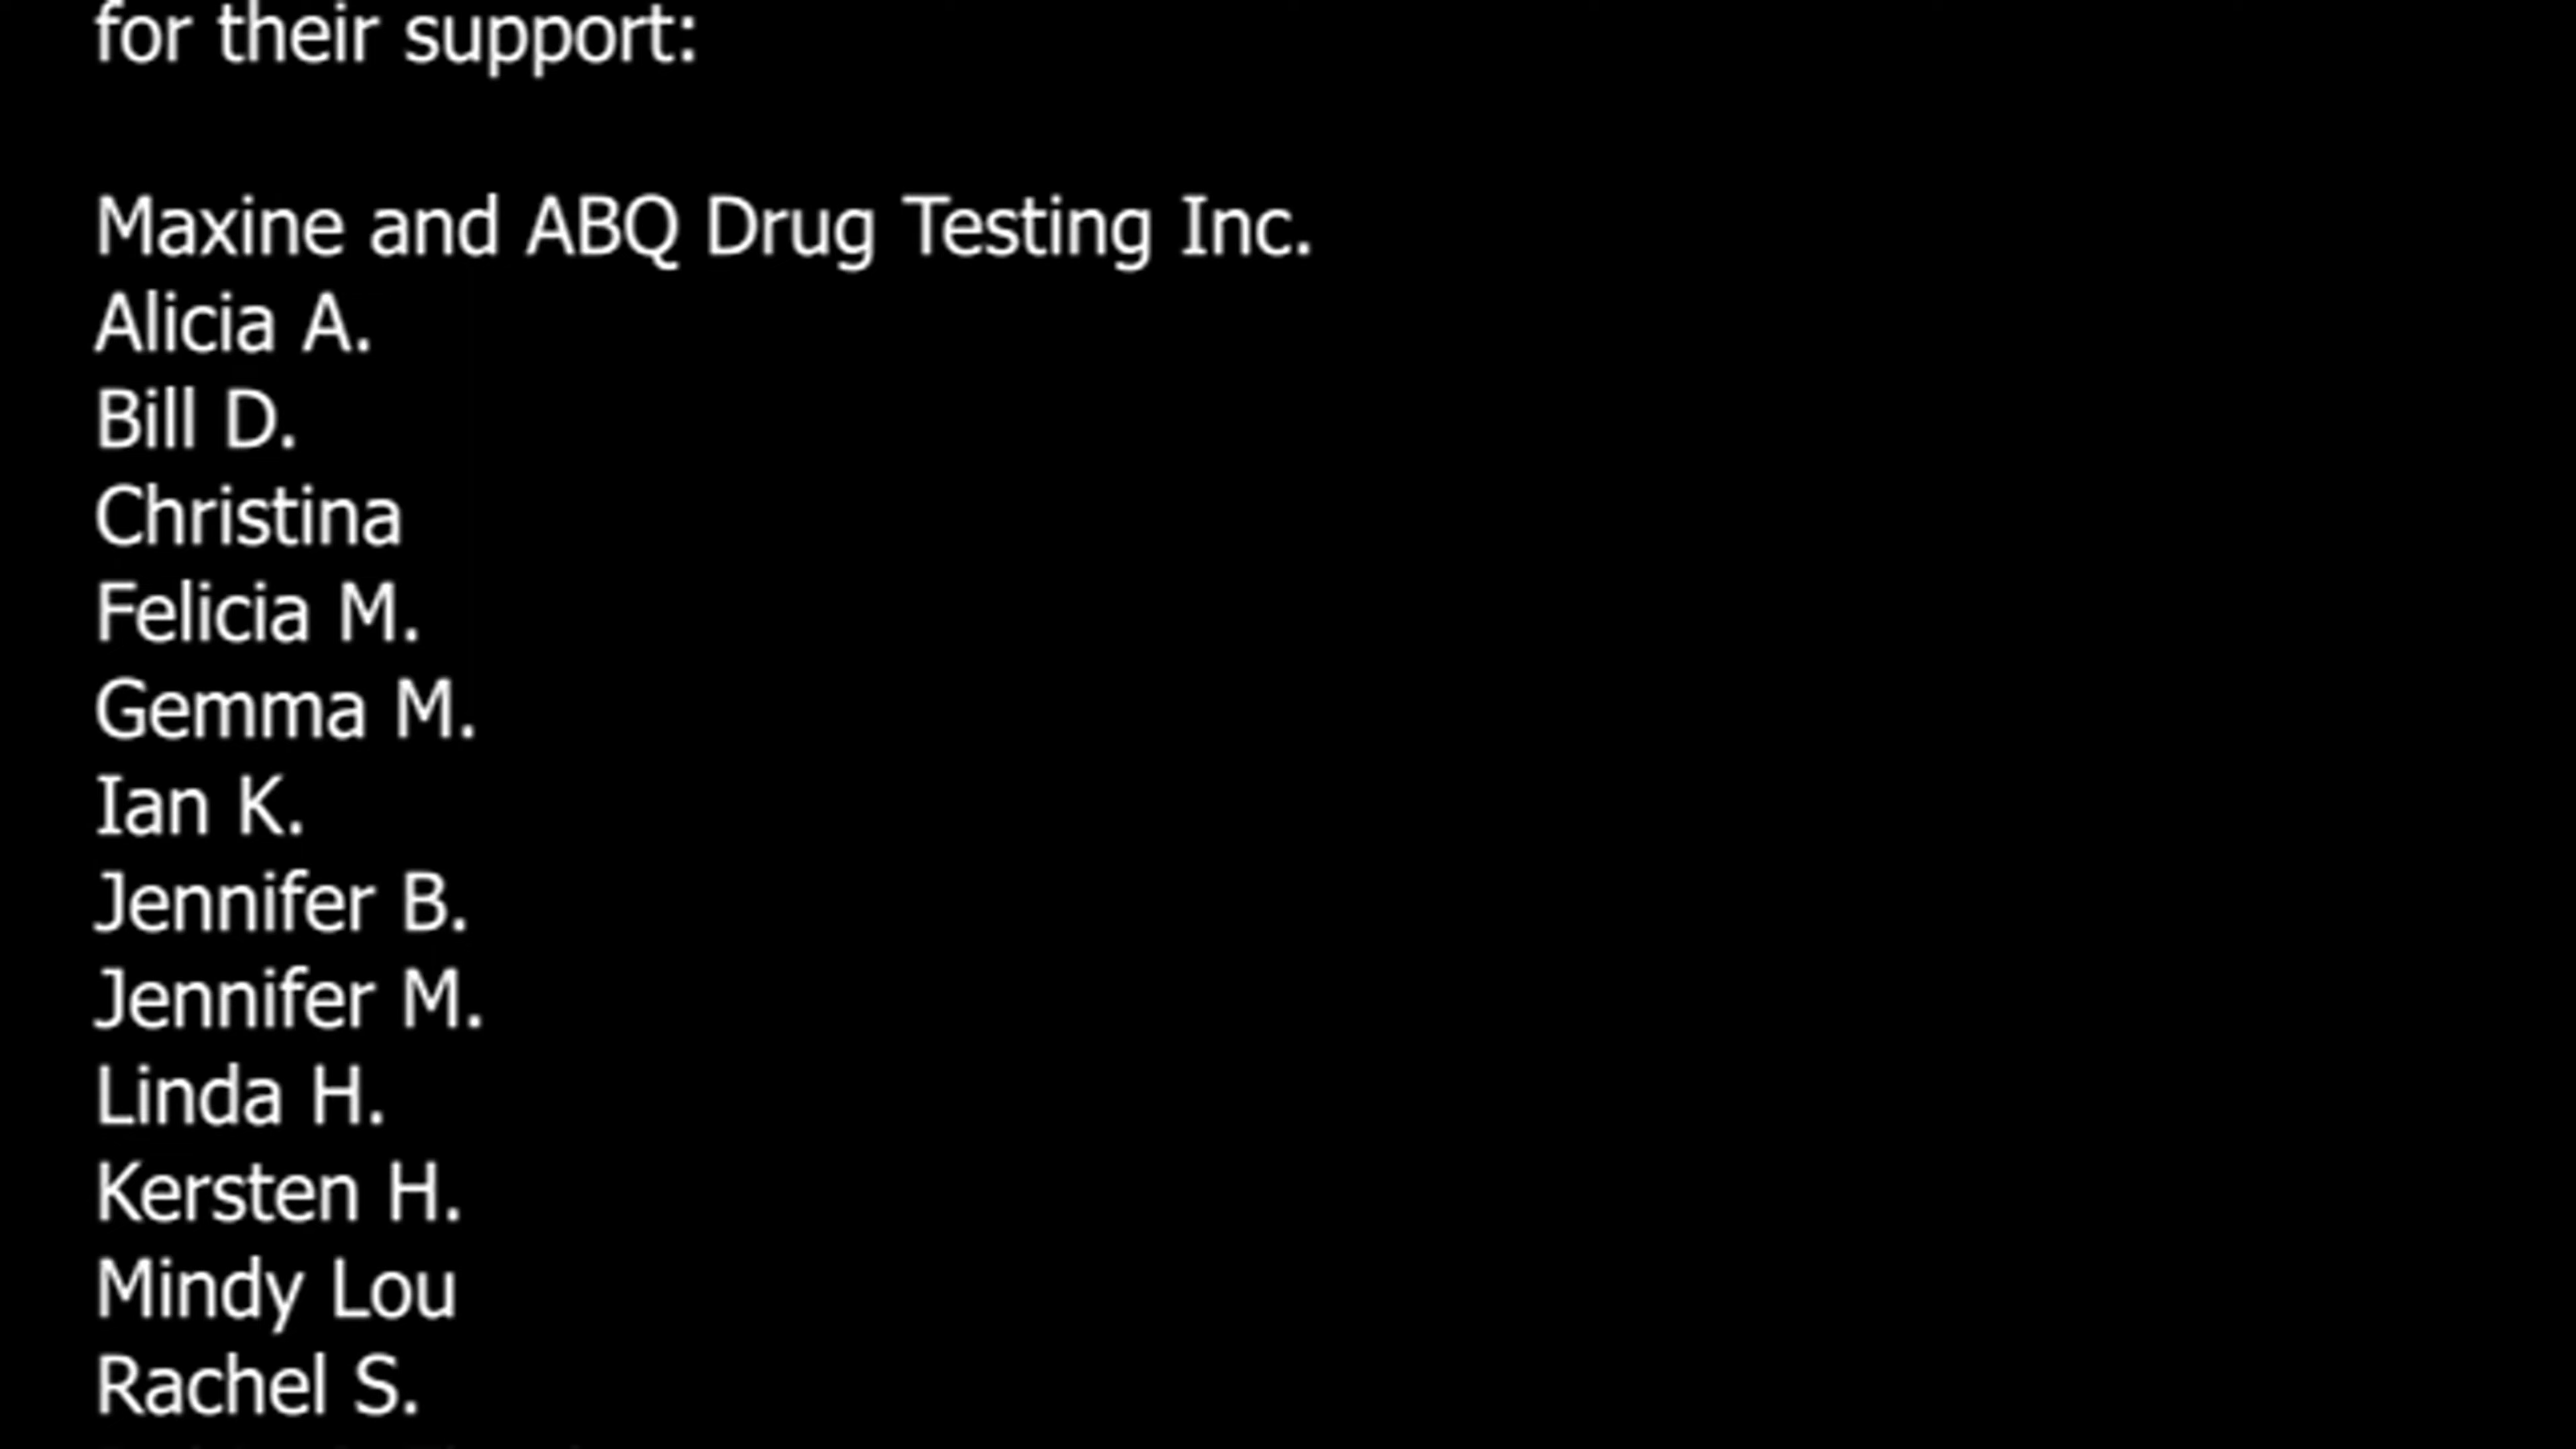 for their support:
Maxine and ABQ Drug Testing Inc.
Alicia A.
Bill D.
Christina
Felicia M.
Gemma M.
Ian K.
Jennifer B.
Jennifer M.
Linda H.
Kersten H.
Mindy Lou
Rachel S.